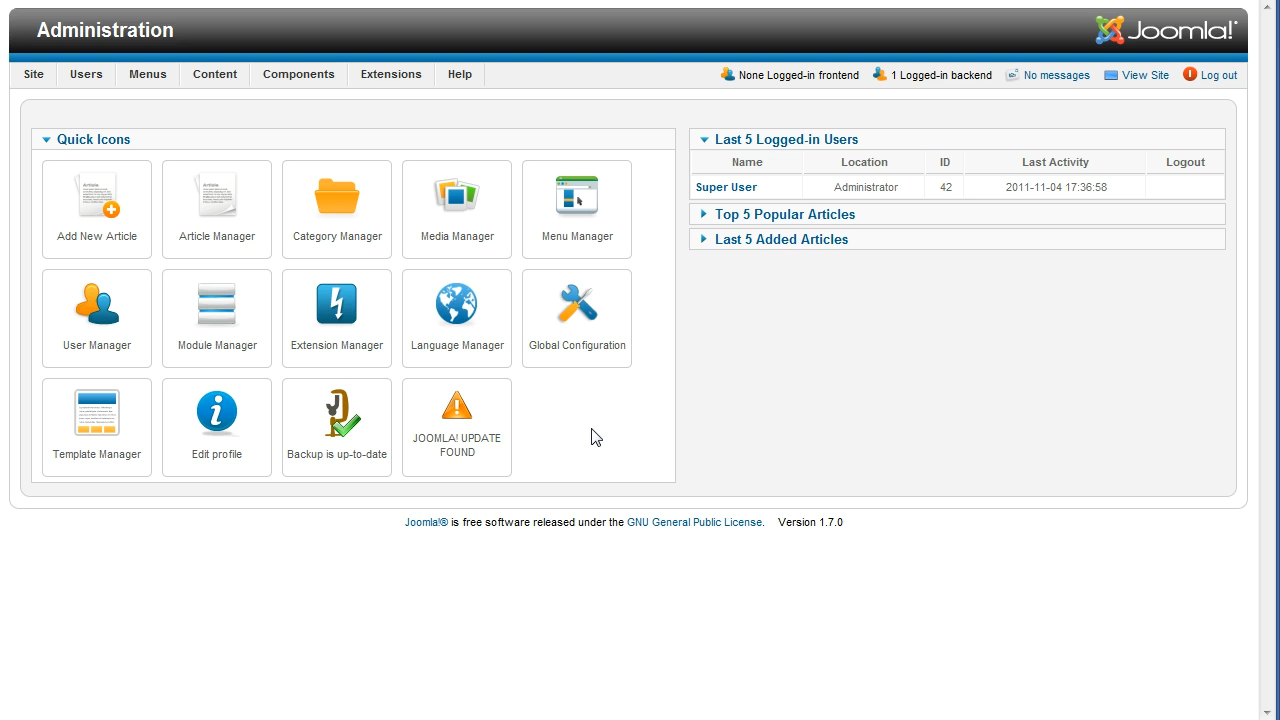 Administration
Joomla!®
Site Users Menus Content Components Extensions Help
None Logged-in frontend 1 Logged-in backend No messages View Site Log out
Quick Icons
Add New Article Article Manager Category Manager Media Manager Menu Manager
User Manager Module Manager Extension Manager Language Manager Global Configuration
Template Manager Edit profile Backup is up-to-date JOOMLA! UPDATE
FOUND
Last 5 Logged-in Users
Name Location ID Last Activity Logout
Super User Administrator 42 2011-11-04 17:36:58
Top 5 Popular Articles
Last 5 Added Articles
Joomla!® is free software released under the GNU General Public License. Version 1.7.0